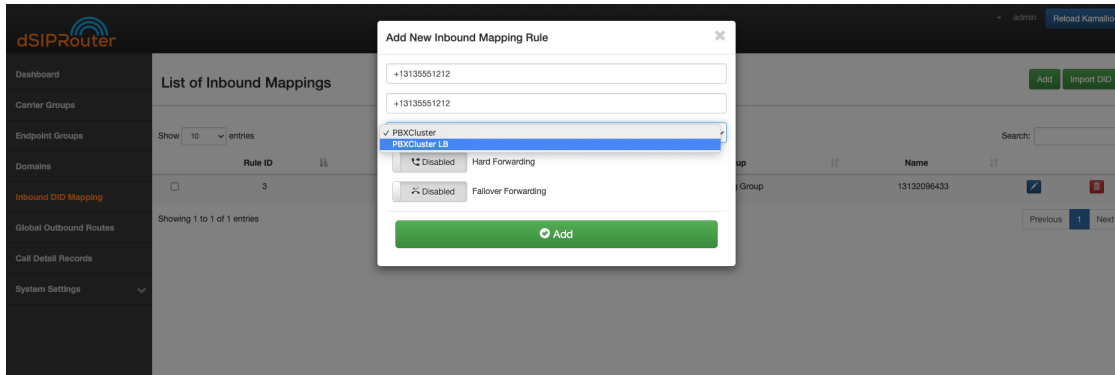 dSIPRouter
admin
Reload Kamailio
Dashboard
Carrier Groups
Endpoint Groups
Domains
Inbound DID Mapping
Global Outbound Routes
Call Detail Records
System Settings
List of Inbound Mappings
Add
Import DID
Show 10 entries
Search:
Rule ID
up
Name
3
g Group
13132096433
Showing 1 to 1 of 1 entries
Previous 1 Next
Add New Inbound Mapping Rule
+13135551212
+13135551212
✓ PBXCluster
PBXCluster LB
Disabled Hard Forwarding
Disabled Failover Forwarding
Add